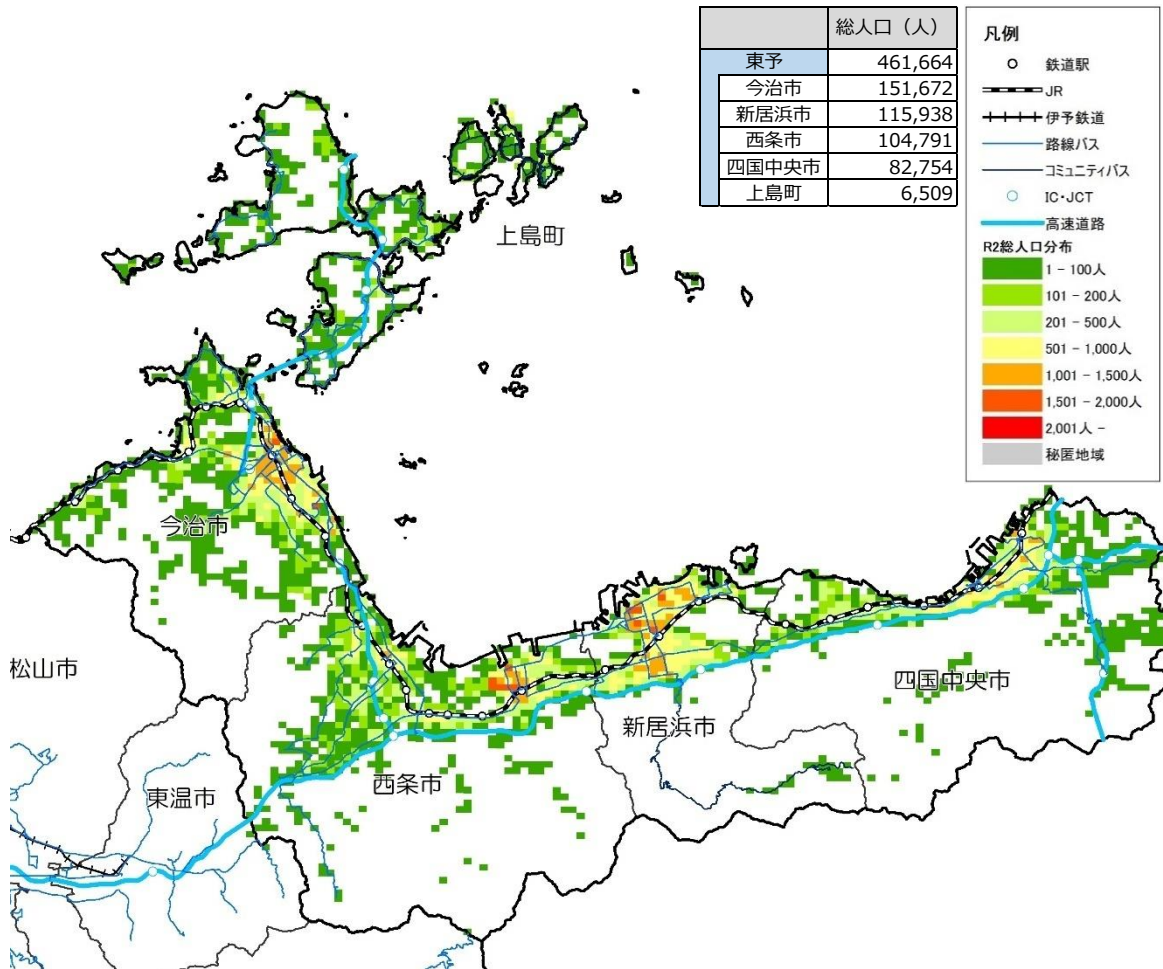 総人口（人）
東予 461,664
今治市 151,672
新居浜市 115,938
西条市 104,791
四国中央市 82,754
上島町 6,509
凡例
鉄道駅
JR
伊予鉄道
路線バス
コミュニティバス
IC・JCT
高速道路
R2総人口分布
1 - 100人
101 - 200人
201 - 500人
501 - 1,000人
1,001 - 1,500人
1,501 - 2,000人
2,001人 -
秘匿地域
上島町
今治市
松山市
四国中央市
新居浜市
西条市
東温市